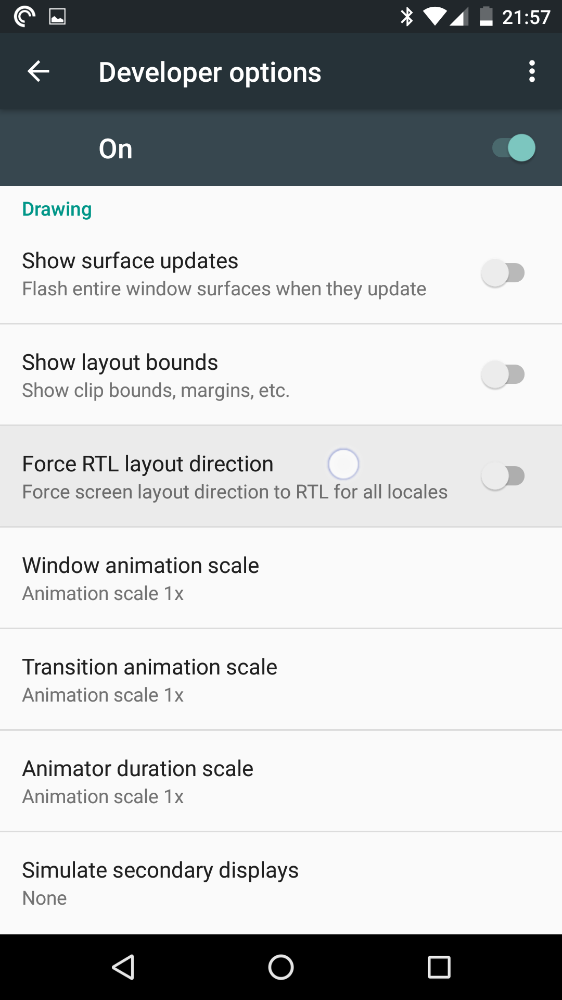 21:57
Developer options
On
Drawing
Show surface updates
Flash entire window surfaces when they update
Show layout bounds
Show clip bounds, margins, etc.
Force RTL layout direction
Force screen layout direction to RTL for all locales
Window animation scale
Animation scale 1x
Transition animation scale
Animation scale 1x
Animator duration scale
Animation scale 1x
Simulate secondary displays
None